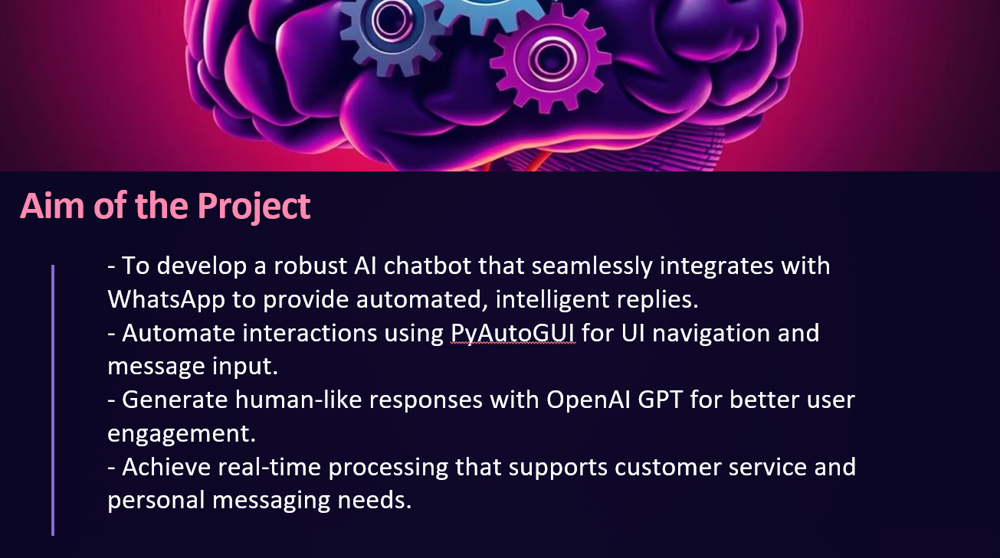 Aim of the Project
- To develop a robust AI chatbot that seamlessly integrates with
WhatsApp to provide automated, intelligent replies.
- Automate interactions using PyAutoGUI for UI navigation and
message input.
- Generate human-like responses with OpenAI GPT for better user
engagement.
- Achieve real-time processing that supports customer service and
personal messaging needs.